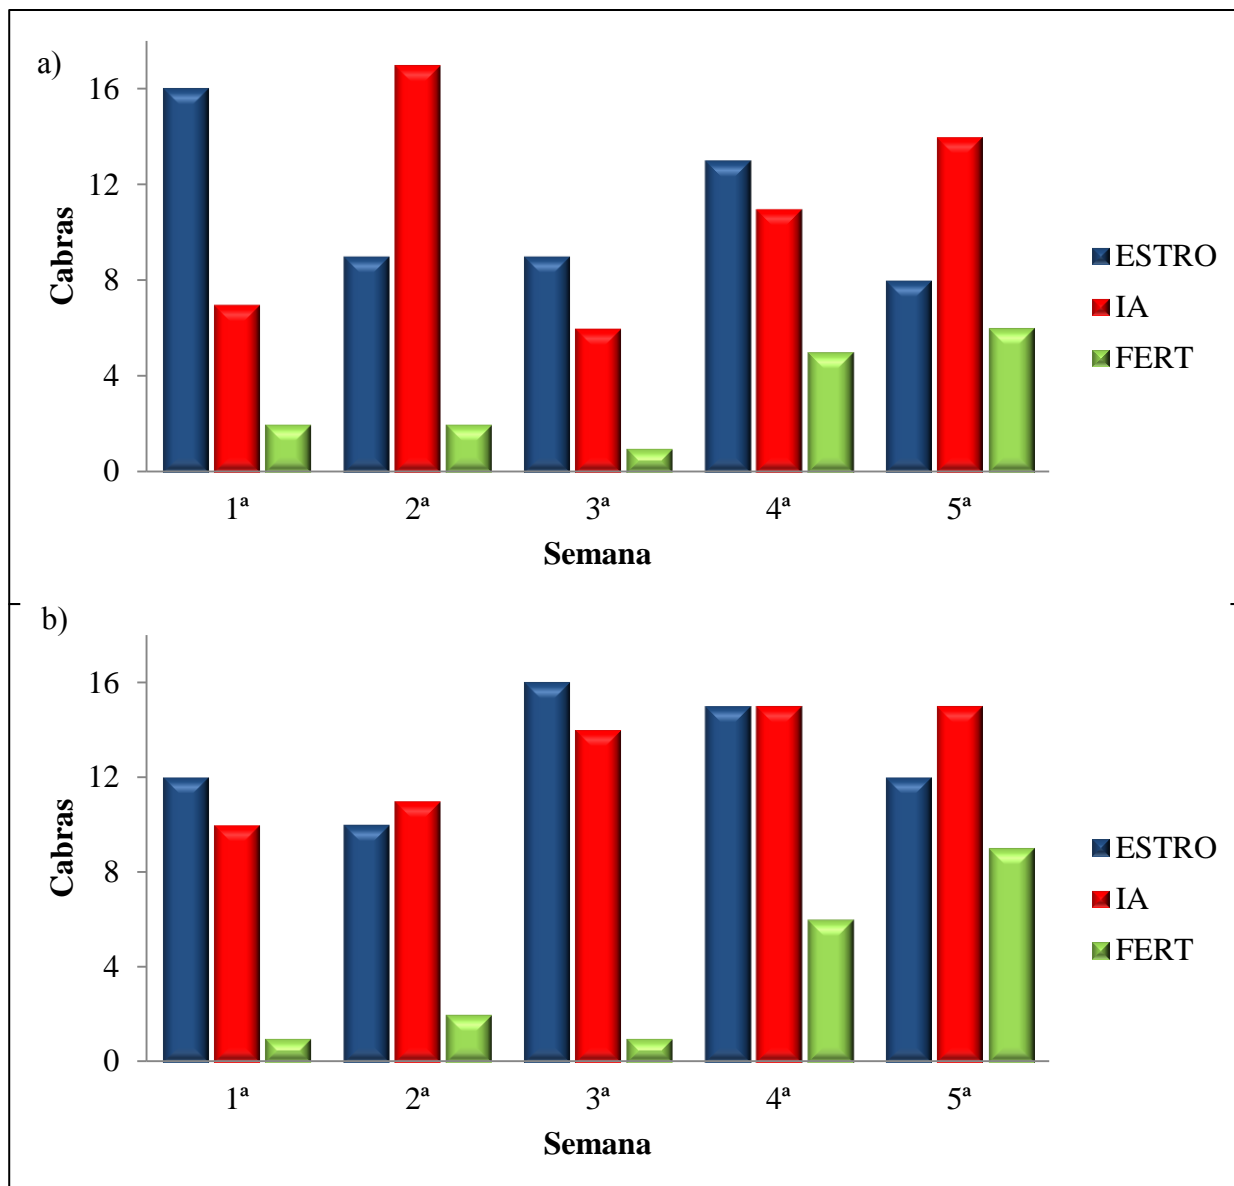 a)
16
12
8
4
0
Cabras
1ª
2ª
3ª
4ª
5ª
Semana
ESTRO
IA
FERT
b)
16
12
8
4
0
Cabras
1ª
2ª
3ª
4ª
5ª
Semana
ESTRO
IA
FERT